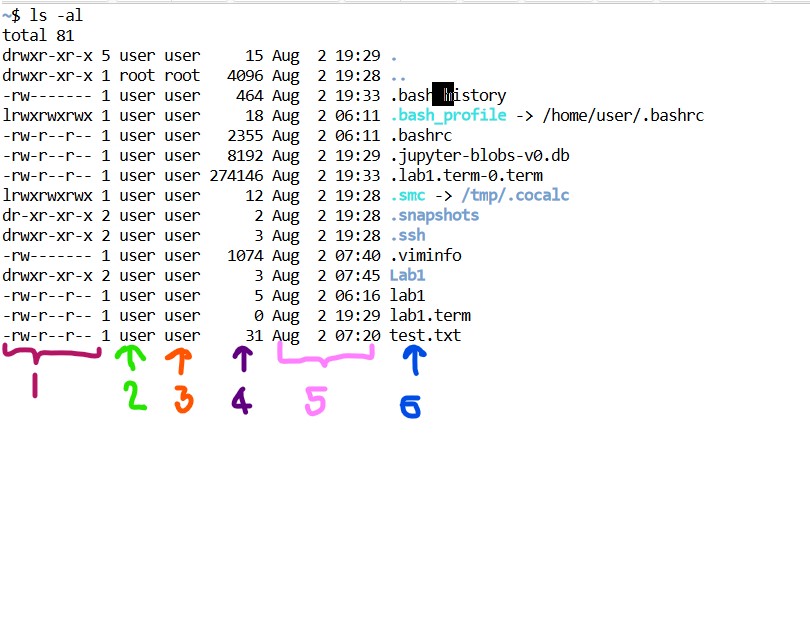 ~$ ls -al
total 81
drwxr-xr-x 5 user user     15 Aug  2 19:29 .
drwxr-xr-x 1 root root   4096 Aug  2 19:28 ..
-rw------- 1 user user    464 Aug  2 19:33 .bash_history
lrwxrwxrwx 1 user user     18 Aug  2 06:11 .bash_profile -> /home/user/.bashrc
-rw-r--r-- 1 user user   2355 Aug  2 06:11 .bashrc
-rw-r--r-- 1 user user   8192 Aug  2 19:29 .jupyter-blobs-v0.db
-rw-r--r-- 1 user user 274146 Aug  2 19:33 .lab1.term-0.term
lrwxrwxrwx 1 user user     12 Aug  2 19:28 .smc -> /tmp/.cocalc
dr-xr-xr-x 2 user user      2 Aug  2 19:28 .snapshots
drwxr-xr-x 2 user user      3 Aug  2 19:28 .ssh
-rw------- 1 user user   1074 Aug  2 07:40 .viminfo
drwxr-xr-x 2 user user      3 Aug  2 07:45 Lab1
-rw-r--r-- 1 user user      5 Aug  2 06:16 lab1
-rw-r--r-- 1 user user      0 Aug  2 19:29 lab1.term
-rw-r--r-- 1 user user     31 Aug  2 07:20 test.txt
1 2 3 4 5 6